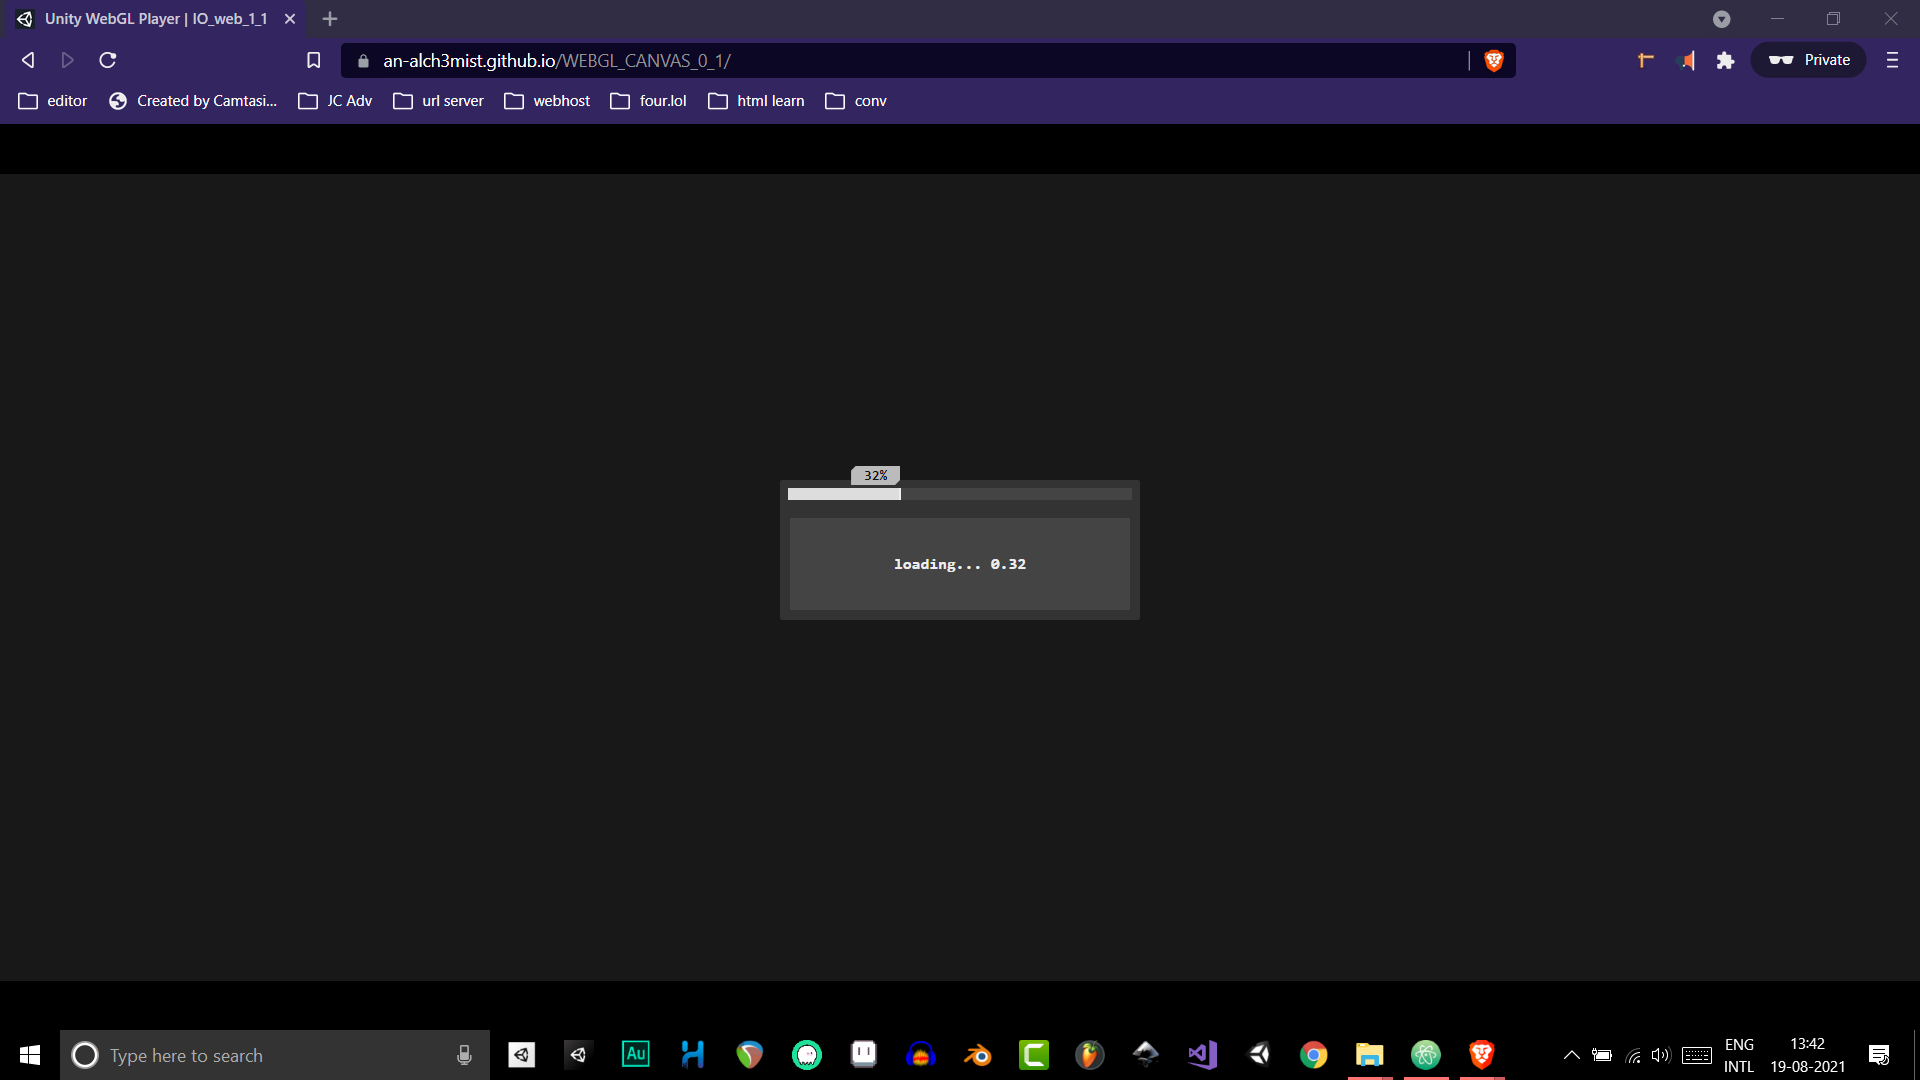 Unity WebGL Player | IO_web_1_1
an-alch3mist.github.io/WEBGL_CANVAS_0_1/
Private
editor
Created by Camtasi...
JC Adv
url server
webhost
four.lol
html learn
conv
32%
loading... 0.32
Type here to search
Au
ENG
INTL
13:42
19-08-2021